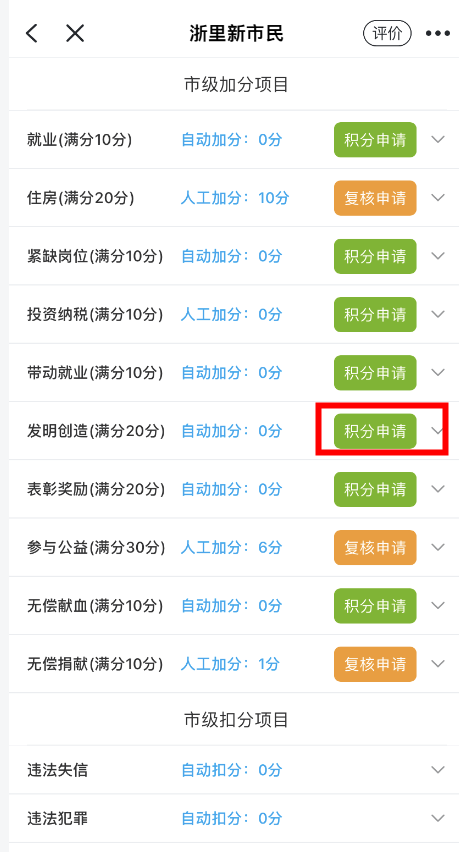 浙里新市民 评价
市级加分项目
就业(满分10分) 自动加分：0分 积分申请
住房(满分20分) 人工加分：10分 复核申请
紧缺岗位(满分10分) 自动加分：0分 积分申请
投资纳税(满分10分) 人工加分：0分 积分申请
带动就业(满分10分) 自动加分：0分 积分申请
发明创造(满分20分) 自动加分：0分 积分申请
表彰奖励(满分20分) 自动加分：0分 积分申请
参与公益(满分30分) 人工加分：6分 复核申请
无偿献血(满分10分) 自动加分：0分 积分申请
无偿捐献(满分10分) 人工加分：1分 复核申请
市级扣分项目
违法失信 自动扣分：0分
违法犯罪 自动扣分：0分